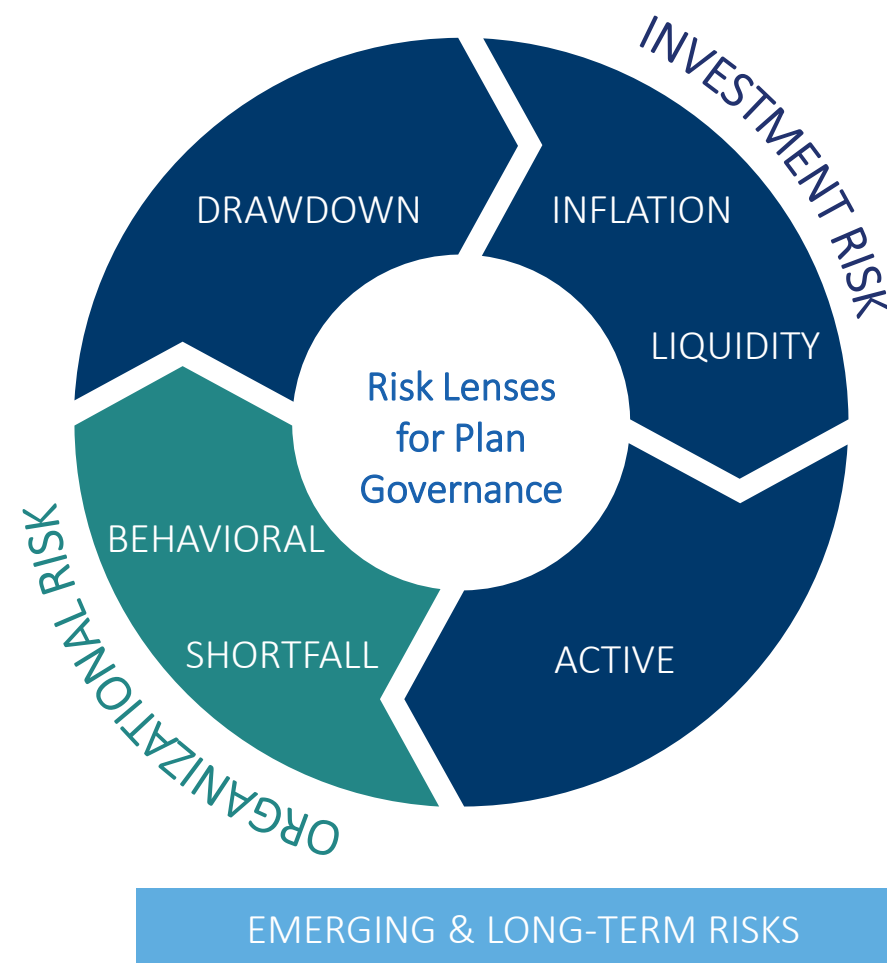 INVESTMENT RISK
DRAWDOWN
INFLATION
LIQUIDITY
Risk Lenses
for Plan
Governance
BEHAVIORAL
SHORTFALL
ACTIVE
ORGANIZATIONAL RISK
EMERGING & LONG-TERM RISKS